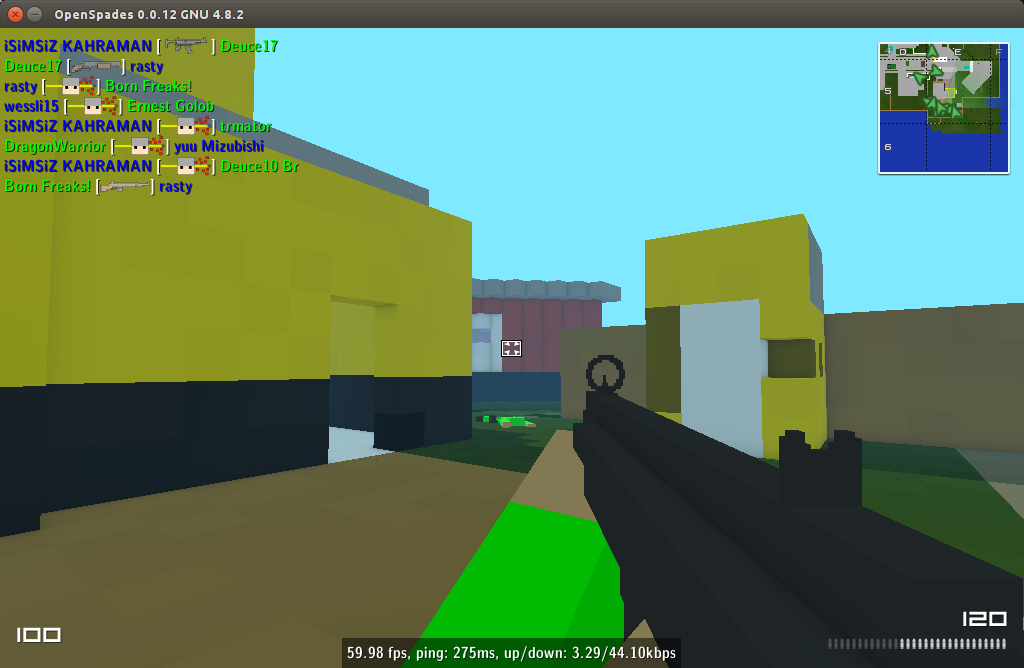 OpenSpades 0.0.12 GNU 4.8.2
iSiMSiZ KAHRAMAN [ ] Deuce17
Deuce17 [ ] rasty
rasty [ ] Born Freaks!
wessli15 [ ] Ernest Golob
iSiMSiZ KAHRAMAN [ ] trmator
DragonWarrior [ ] yuu Mizubishi
iSiMSiZ KAHRAMAN [ ] Deuce10 Br
Born Freaks! [ ] rasty
D E F
5
6
100
120
59.98 fps, ping: 275ms, up/down: 3.29/44.10kbps